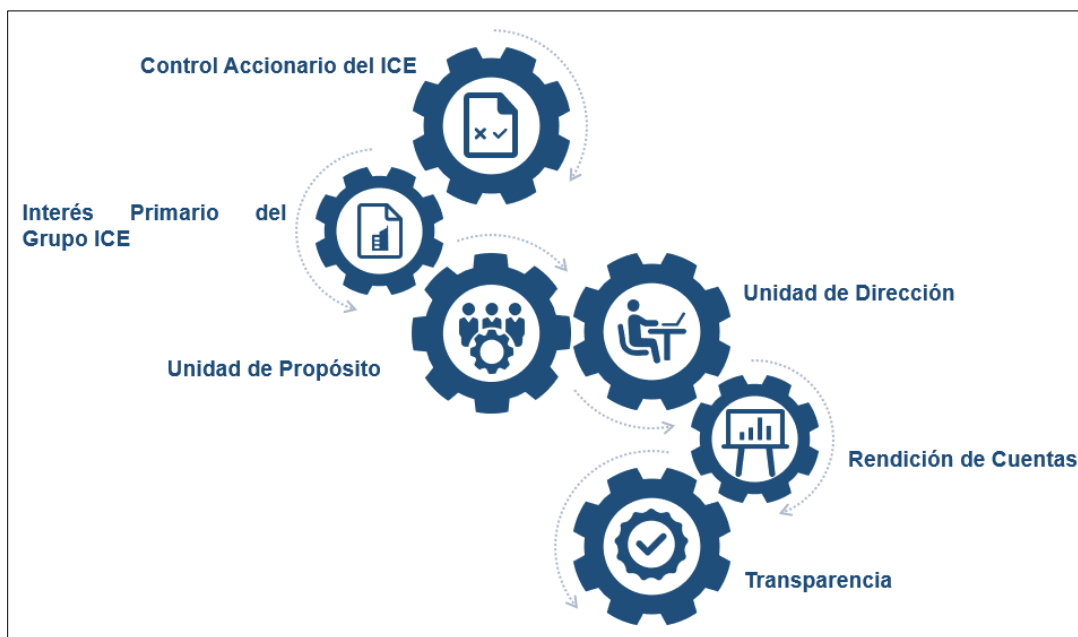 Control Accionario del ICE
Interés Primario del
Grupo ICE
Unidad de Dirección
Unidad de Propósito
Rendición de Cuentas
Transparencia